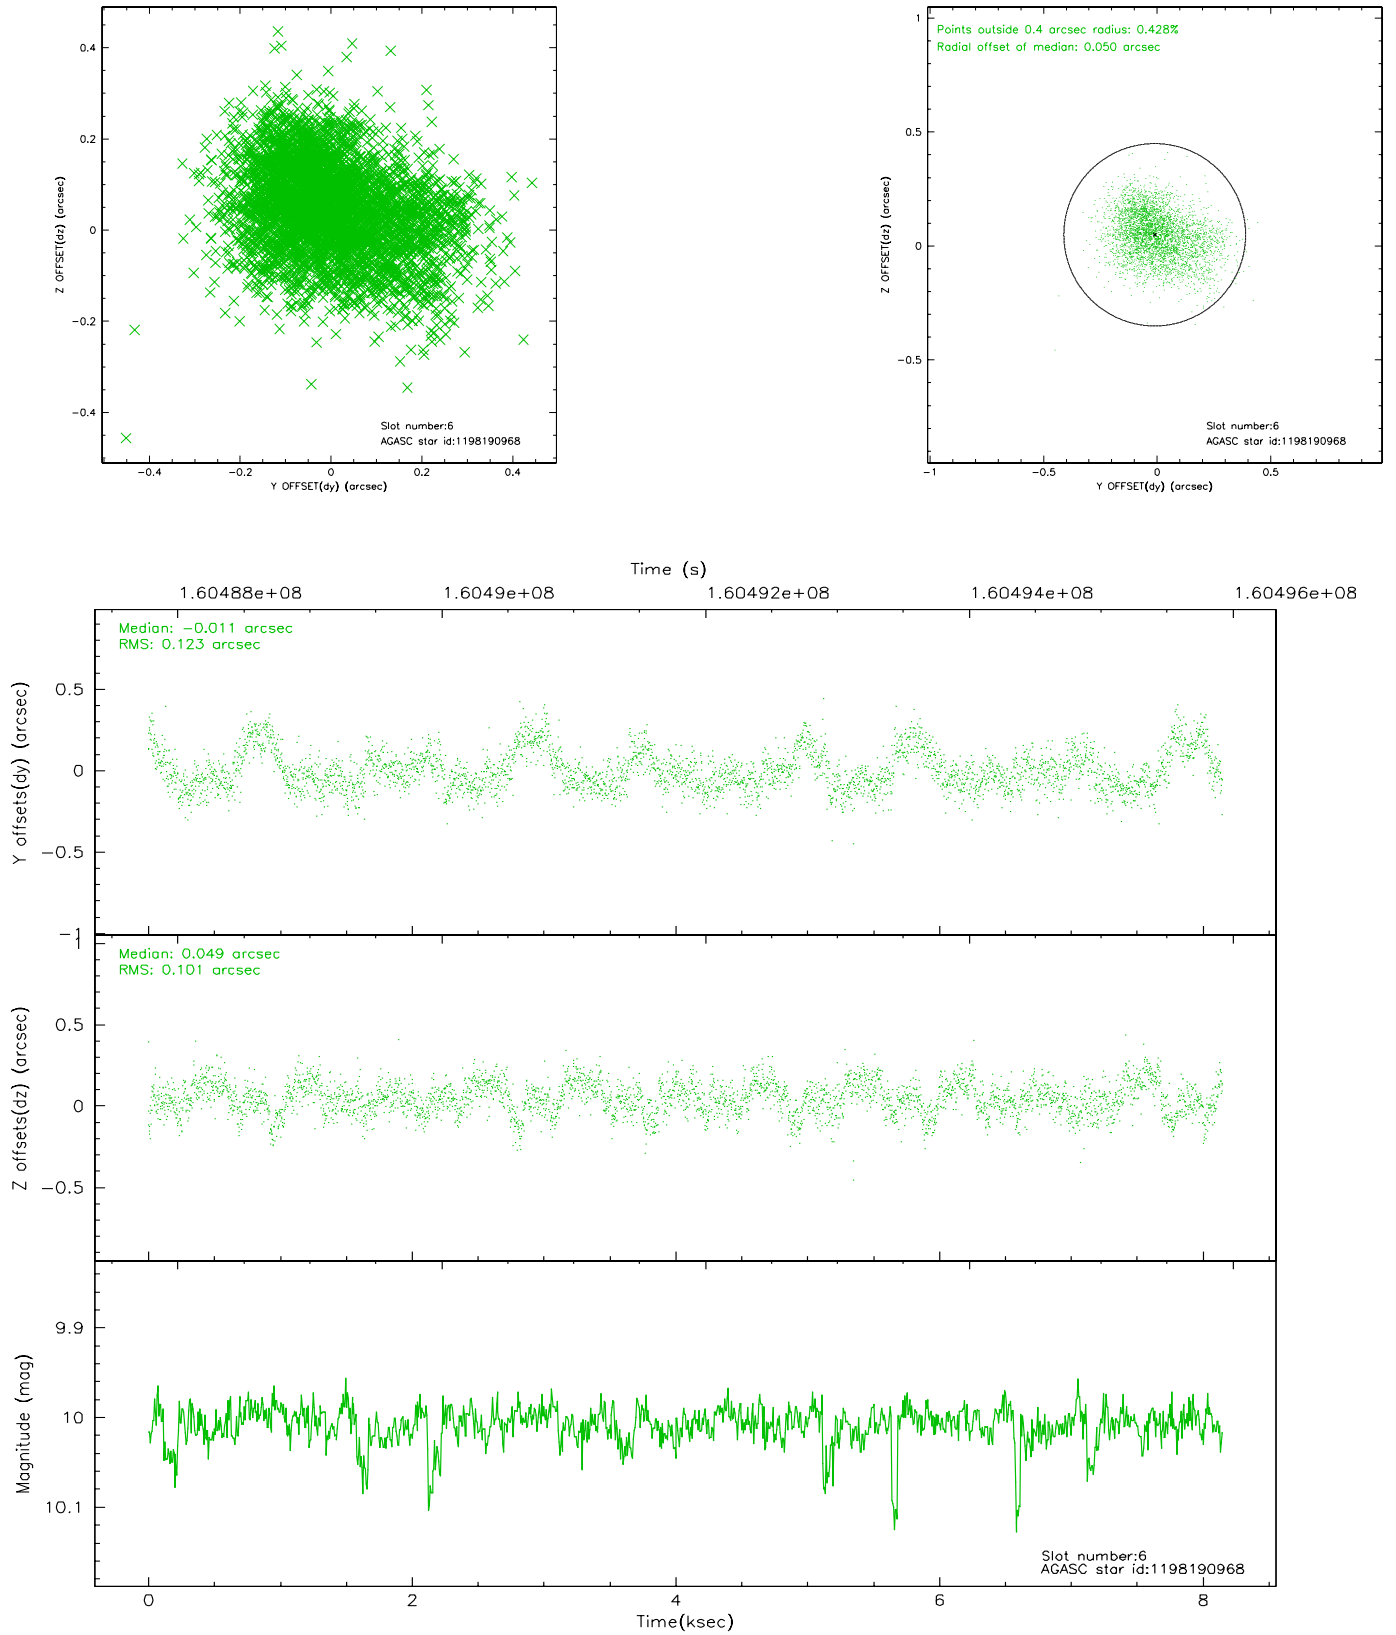 0.4
0.2
0
−0.2
−0.4
Z OFFSET(dz) (arcsec)
Slot number:6
AGASC star id:1198190968
−0.4
−0.2
0
0.2
0.4
Y OFFSET(dy) (arcsec)
Points outside 0.4 arcsec radius: 0.428%
Radial offset of median: 0.050 arcsec
1
0.5
0
−0.5
Z OFFSET(dz) (arcsec)
Slot number:6
AGASC star id:1198190968
−1
−0.5
0
0.5
Y OFFSET(dy) (arcsec)
Time (s)
1.60488e+08
1.6049e+08
1.60492e+08
1.60494e+08
1.60496e+08
Median: −0.011 arcsec
RMS: 0.123 arcsec
0.5
0
−0.5
−1
Y offsets(dy) (arcsec)
Median: 0.049 arcsec
RMS: 0.101 arcsec
1
0.5
0
−0.5
Z offsets(dz) (arcsec)
9.9
10
10.1
Magnitude (mag)
Slot number:6
AGASC star id:1198190968
0
2
4
6
8
Time(ksec)